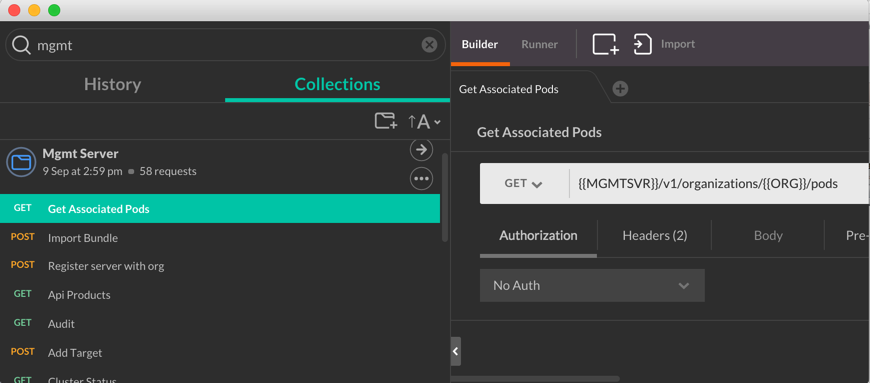 mgmt
History
Collections
↑A
Mgmt Server
9 Sep at 2:59 pm 58 requests
GET Get Associated Pods
POST Import Bundle
POST Register server with org
GET Api Products
GET Audit
POST Add Target
GET Cluster Status
Builder
Runner
Import
Get Associated Pods
Get Associated Pods
GET {{MGMTSVR}}/v1/organizations/{{ORG}}/pods
Authorization
Headers (2)
Body
Pre-
No Auth